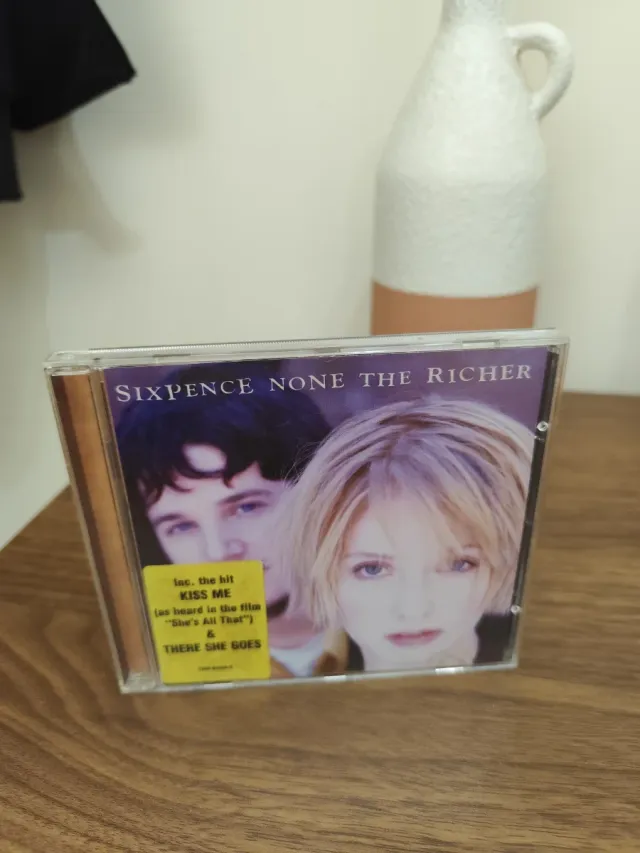 SIXPENCE NONE THE RICHER
Inc. the hit
KISS ME
(as heard in the film
"She's All That")
&
THERE SHE GOES